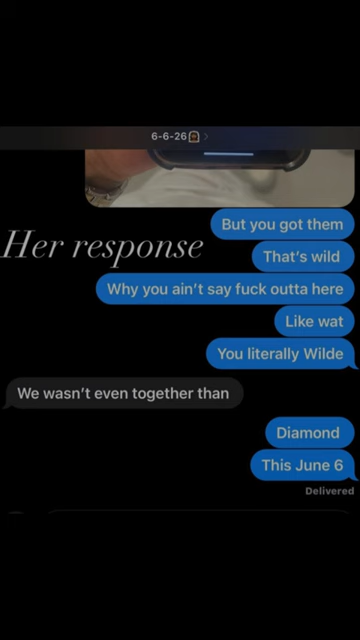 6-6-26
But you got them
Her response
That's wild
Why you ain't say fuck outta here
Like wat
You literally Wilde
We wasn't even together than
Diamond
This June 6
Delivered